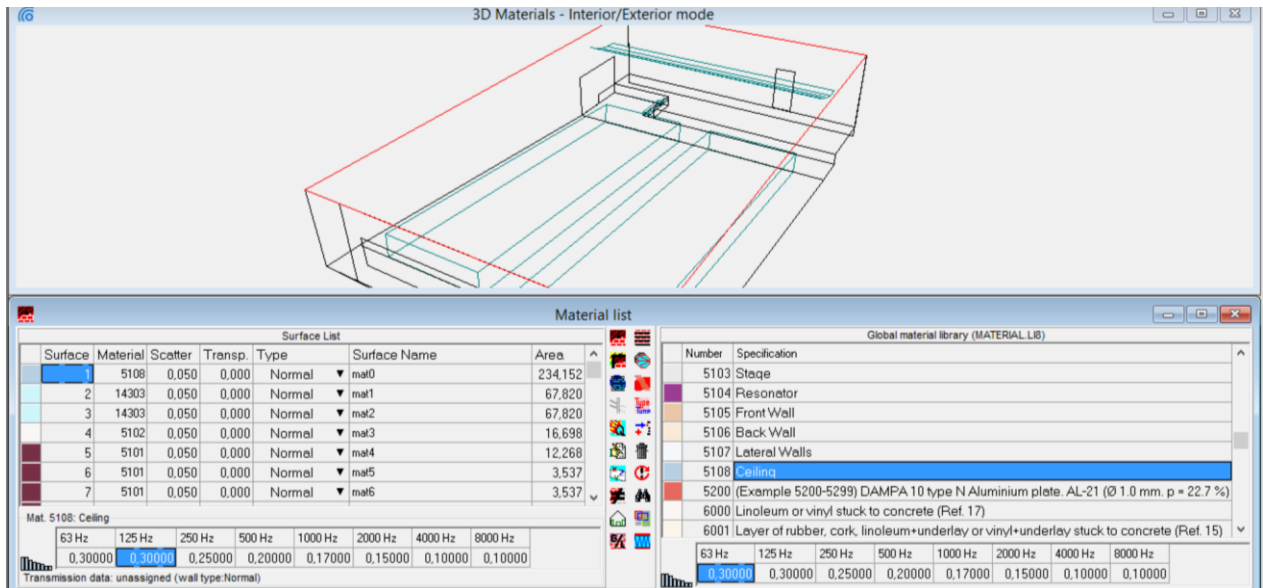 3D Materials - Interior/Exterior mode
Material list
Surface List
Surface Material Scatter Transp. Type Surface Name Area
1 5108 0,050 0,000 Normal mat0 234,152
2 14303 0,050 0,000 Normal mat1 67,820
3 14303 0,050 0,000 Normal mat2 67,820
4 5102 0,050 0,000 Normal mat3 16,698
5 5101 0,050 0,000 Normal mat4 12,268
6 5101 0,050 0,000 Normal mat5 3,537
7 5101 0,050 0,000 Normal mat6 3,537
Mat. 5108: Ceiling
63 Hz 125 Hz 250 Hz 500 Hz 1000 Hz 2000 Hz 4000 Hz 8000 Hz
0,30000 0,30000 0,25000 0,20000 0,17000 0,15000 0,10000 0,10000
Transmission data: unassigned (wall type:Normal)
Global material library (MATERIAL.LI8)
Number Specification
5103 Stage
5104 Resonator
5105 Front Wall
5106 Back Wall
5107 Lateral Walls
5108 Ceiling
5200 (Example 5200-5299) DAMPA 10 type N Aluminium plate. AL-21 (Ø 1.0 mm. p = 22.7 %)
6000 Linoleum or vinyl stuck to concrete (Ref. 17)
6001 Layer of rubber, cork, linoleum+underlay or vinyl+underlay stuck to concrete (Ref. 15)
63 Hz 125 Hz 250 Hz 500 Hz 1000 Hz 2000 Hz 4000 Hz 8000 Hz
0,30000 0,30000 0,25000 0,20000 0,17000 0,15000 0,10000 0,10000